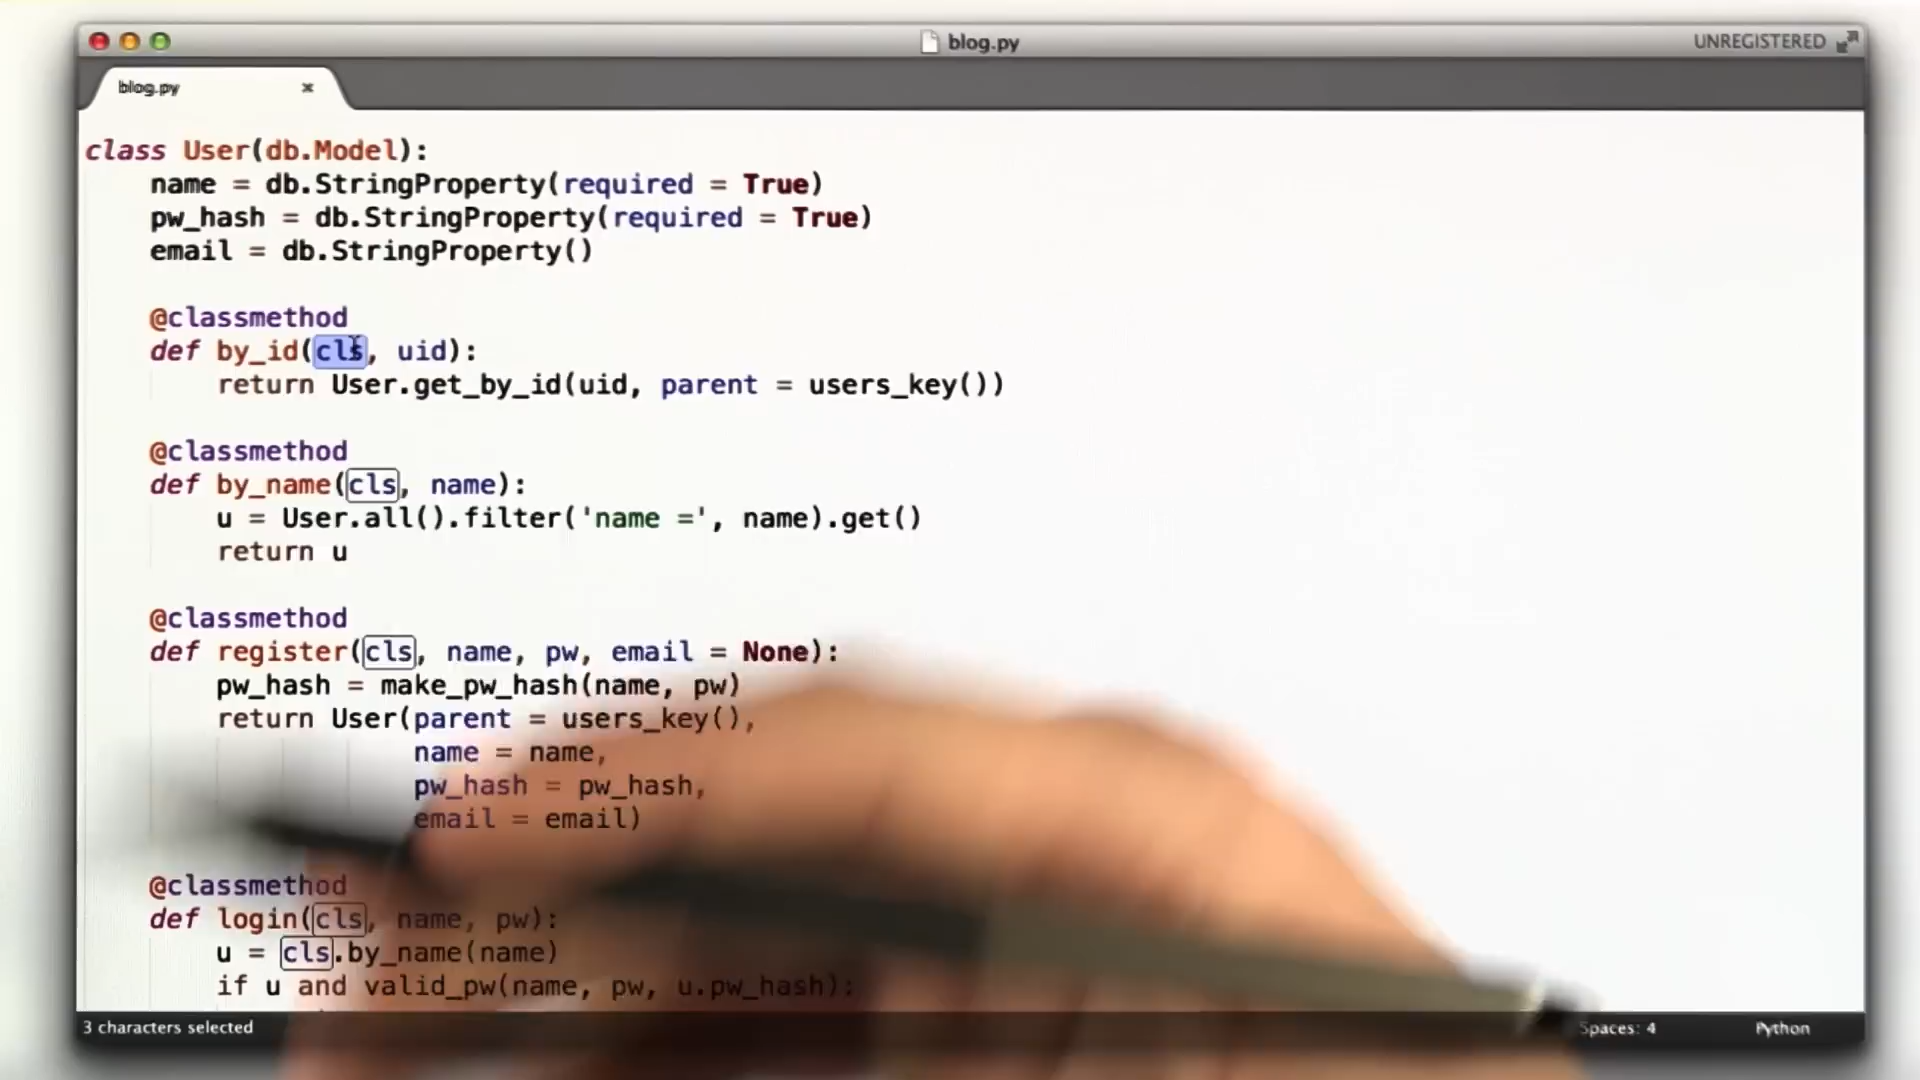 blog.py
UNREGISTERED
blog.py
class User(db.Model):
name = db.StringProperty(required = True)
pw_hash = db.StringProperty(required = True)
email = db.StringProperty()
@classmethod
def by_id(cls, uid):
return User.get_by_id(uid, parent = users_key())
@classmethod
def by_name(cls, name):
u = User.all().filter('name =', name).get()
return u
@classmethod
def register(cls, name, pw, email = None):
pw_hash = make_pw_hash(name, pw)
return User(parent = users_key(),
name = name,
pw_hash = pw_hash,
email = email)
@classmethod
def login(cls, name, pw):
u = cls.by_name(name)
if u and valid_pw(name, pw, u.pw_hash):
3 characters selected
Spaces: 4
Python